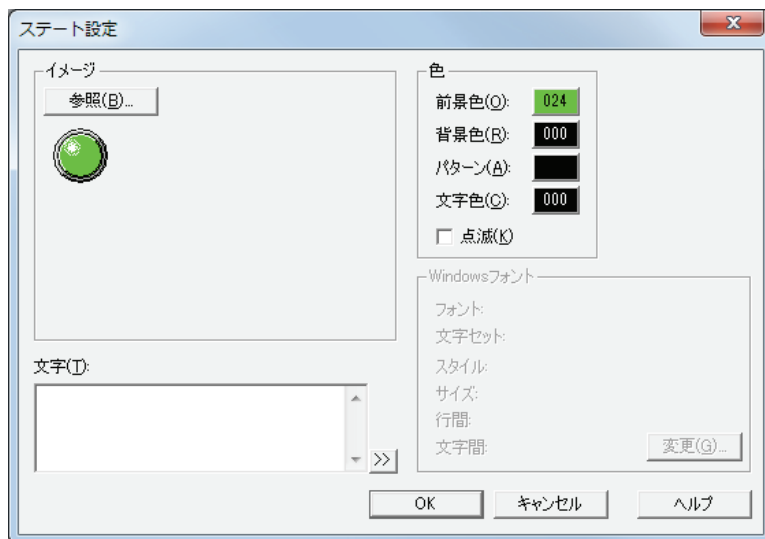 ステート設定
イメージ
参照(B)...
色
前景色(O): 024
背景色(R): 000
パターン(A):
文字色(C): 000
点滅(K)
Windowsフォント
フォント:
文字セット:
スタイル:
サイズ:
行間:
文字間:
変更(G)...
文字(T):
>>
OK
キャンセル
ヘルプ